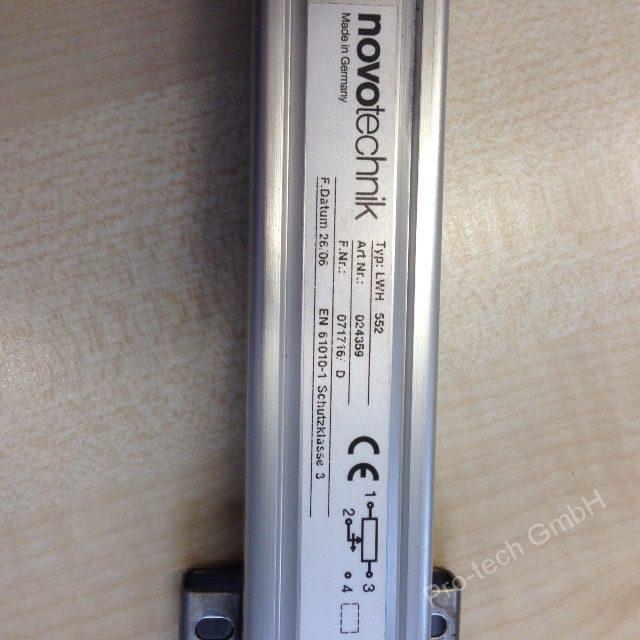 novotechnik
Made in Germany
Typ: LWH 552
Art.Nr.: 024359
F.Nr.: 071716/ D
F.Datum 26.06 EN 61010-1 Schutzklasse 3
CE
1
2
3
4
Pro-tech GmbH